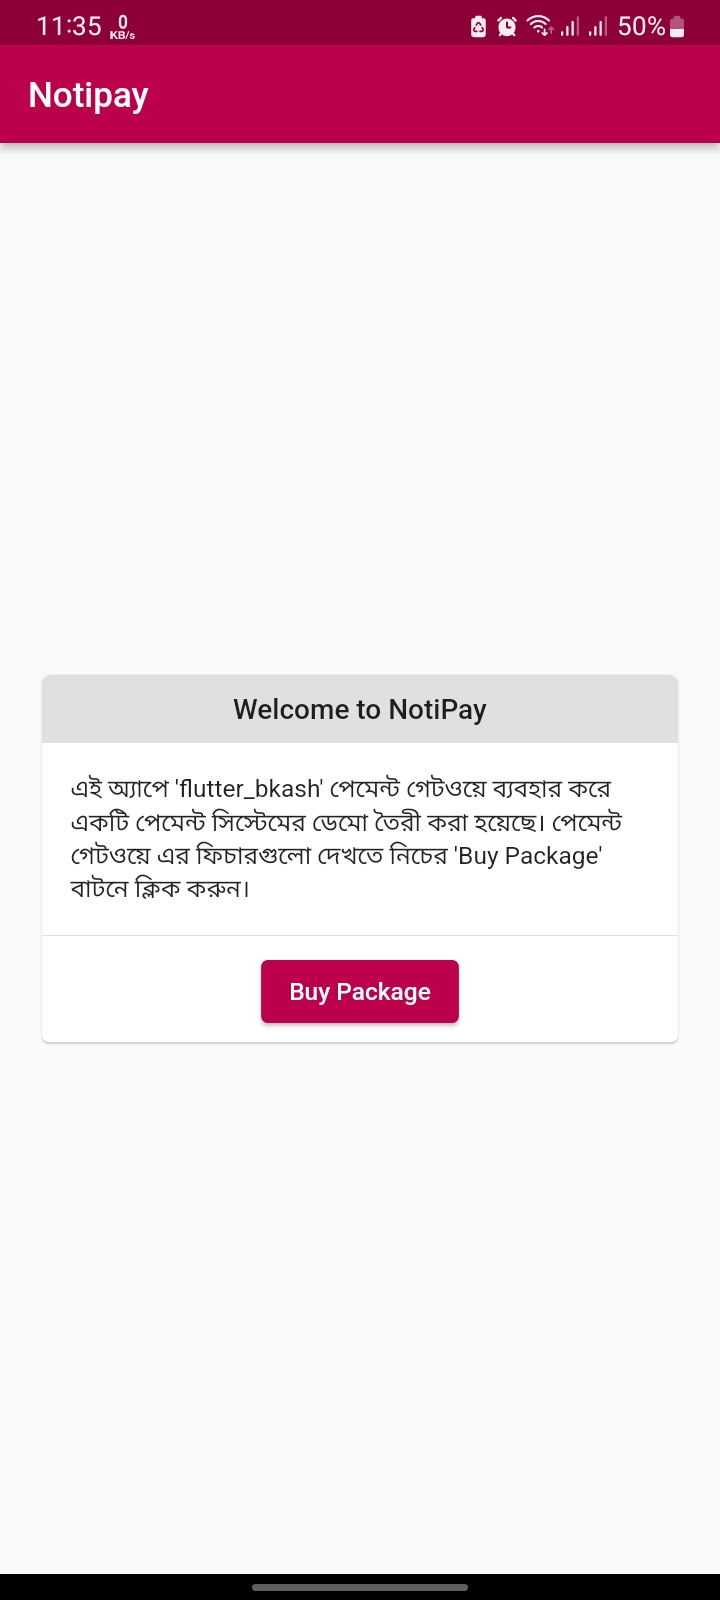 11:35 0 KB/s 50%
Notipay
Welcome to NotiPay
এই অ্যাপে 'flutter_bkash' পেমেন্ট গেটওয়ে ব্যবহার করে
একটি পেমেন্ট সিস্টেমের ডেমো তৈরী করা হয়েছে। পেমেন্ট
গেটওয়ে এর ফিচারগুলো দেখতে নিচের 'Buy Package'
বাটনে ক্লিক করুন।
Buy Package